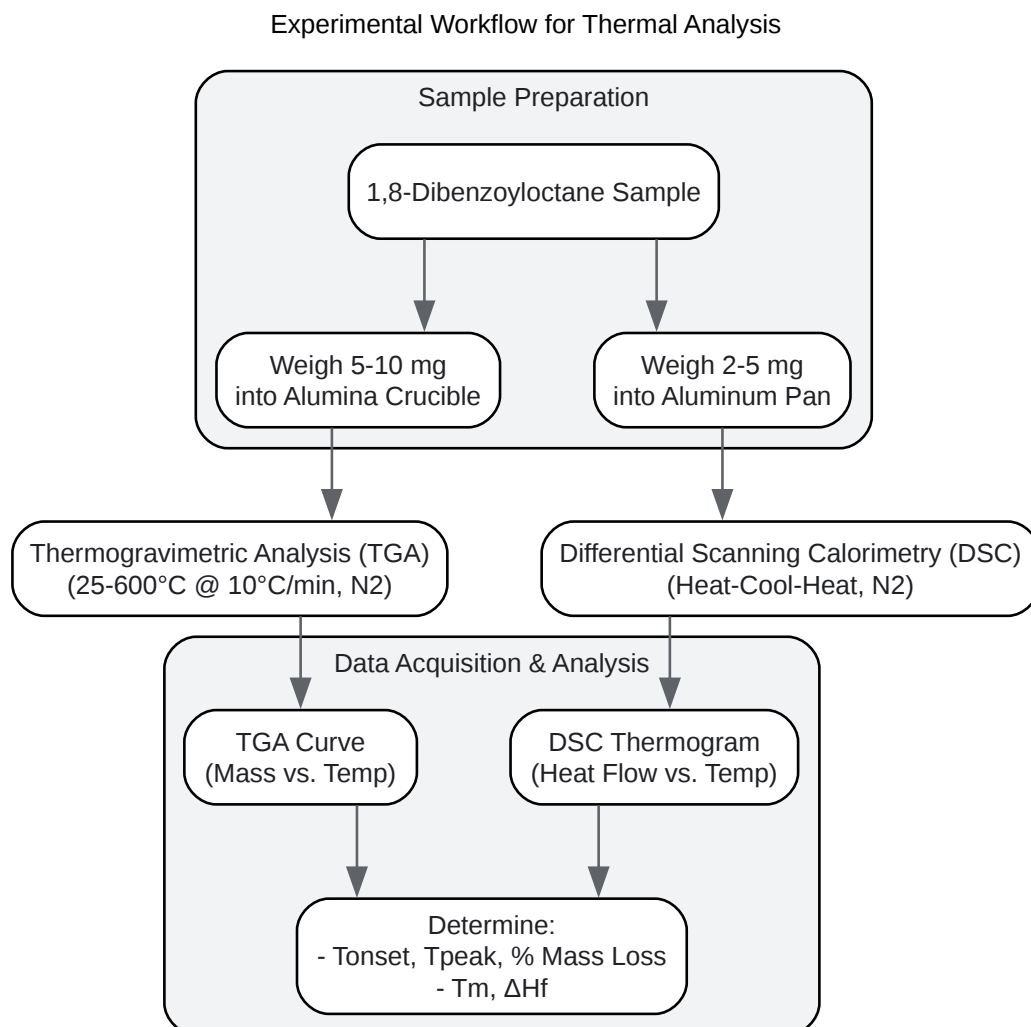 Experimental Workflow for Thermal Analysis
Sample Preparation
1,8-Dibenzoyloctane Sample
Weigh 5-10 mg
into Alumina Crucible
Weigh 2-5 mg
into Aluminum Pan
Thermogravimetric Analysis (TGA)
(25-600°C @ 10°C/min, N2)
Differential Scanning Calorimetry (DSC)
(Heat-Cool-Heat, N2)
Data Acquisition & Analysis
TGA Curve
(Mass vs. Temp)
DSC Thermogram
(Heat Flow vs. Temp)
Determine:
- Tonset, Tpeak, % Mass Loss
- Tm, ΔHf